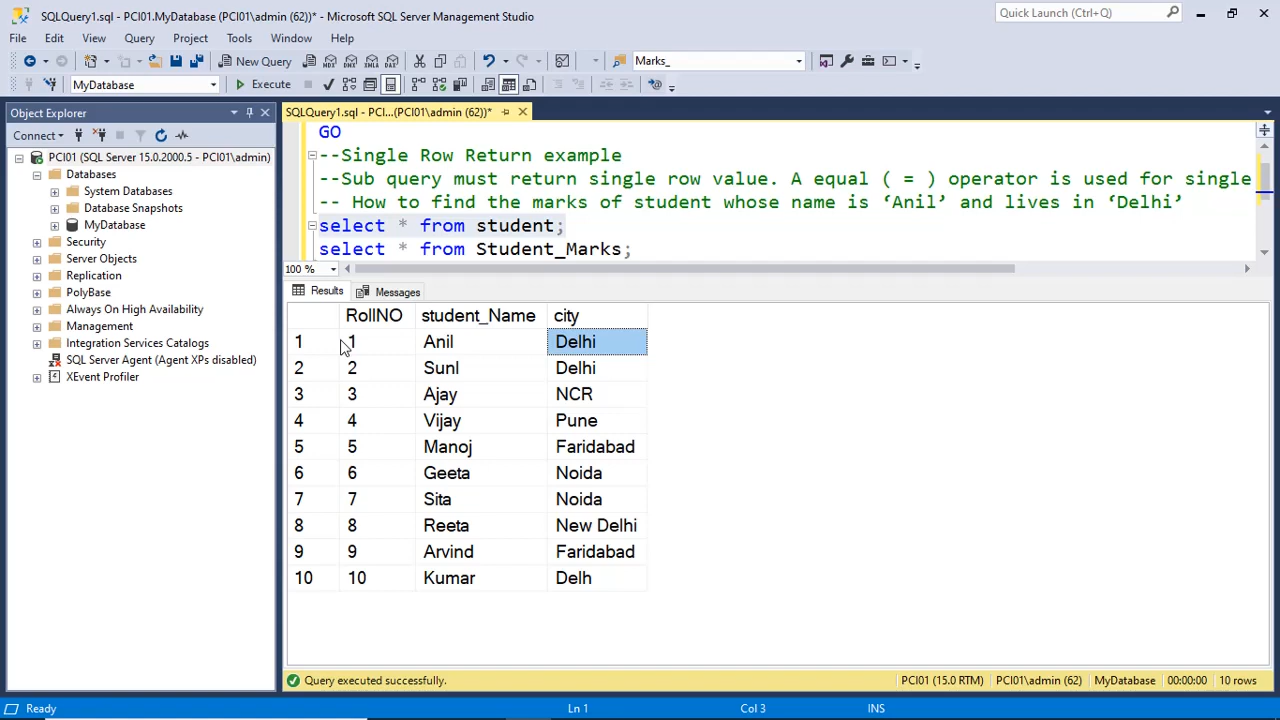 SQLQuery1.sql - PCI01.MyDatabase (PCI01\admin (62))* - Microsoft SQL Server Management Studio
Quick Launch (Ctrl+Q)
File Edit View Query Project Tools Window Help
New Query
MDX DMX XMLA DAX
Marks_
MyDatabase
Execute
Object Explorer
SQLQuery1.sql - PCI...(PCI01\admin (62))*
Connect
PCI01 (SQL Server 15.0.2000.5 - PCI01\admin)
Databases
System Databases
Database Snapshots
MyDatabase
Security
Server Objects
Replication
PolyBase
Always On High Availability
Management
Integration Services Catalogs
SQL Server Agent (Agent XPs disabled)
XEvent Profiler
GO
--Single Row Return example
--Sub query must return single row value. A equal ( = ) operator is used for single
-- How to find the marks of student whose name is ‘Anil’ and lives in ‘Delhi’
select * from student;
select * from Student_Marks;
100 %
Results Messages
RollNO student_Name city
1 1 Anil Delhi
2 2 Sunl Delhi
3 3 Ajay NCR
4 4 Vijay Pune
5 5 Manoj Faridabad
6 6 Geeta Noida
7 7 Sita Noida
8 8 Reeta New Delhi
9 9 Arvind Faridabad
10 10 Kumar Delh
Query executed successfully. PCI01 (15.0 RTM) PCI01\admin (62) MyDatabase 00:00:00 10 rows
Ready Ln 1 Col 3 INS